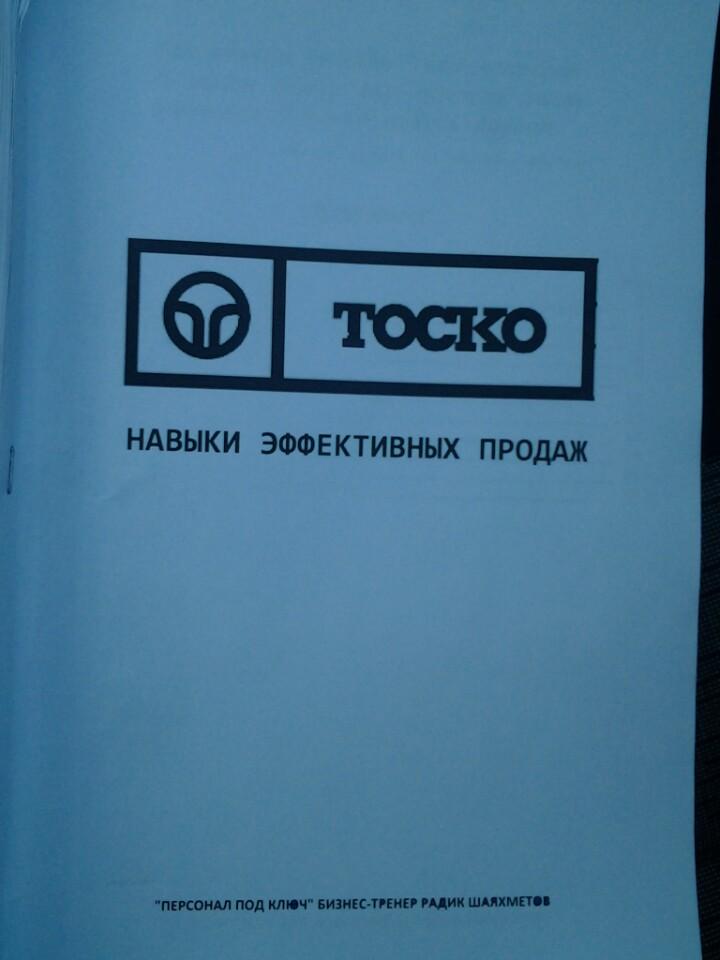 ТОСКО
НАВЫКИ ЭФФЕКТИВНЫХ ПРОДАЖ
"ПЕРСОНАЛ ПОД КЛЮЧ" БИЗНЕС-ТРЕНЕР РАДИК ШАЯХМЕТОВ